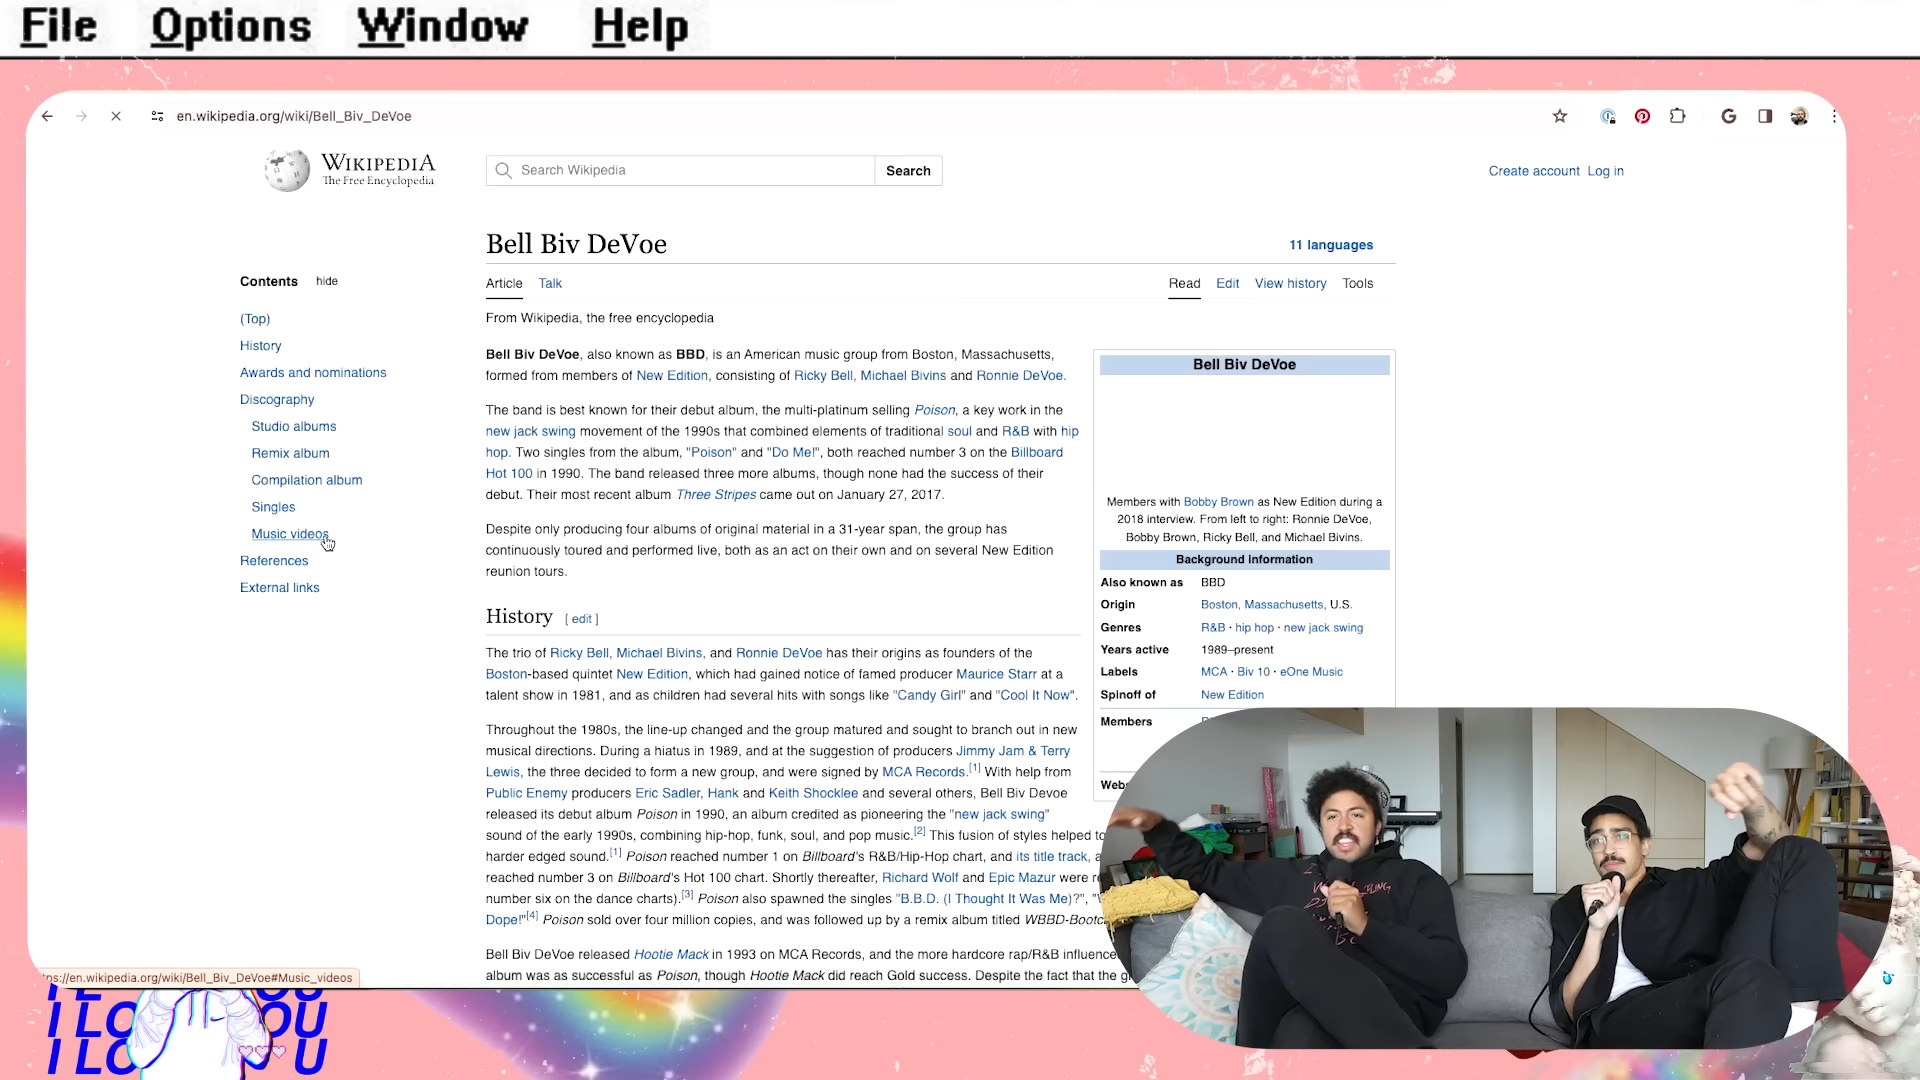 File Options Window Help
en.wikipedia.org/wiki/Bell_Biv_DeVoe
WIKIPEDIA
The Free Encyclopedia
Search Wikipedia
Search
Create account Log in
Bell Biv DeVoe
11 languages
Contents hide
(Top)
History
Awards and nominations
Discography
Studio albums
Remix album
Compilation album
Singles
Music videos
References
External links
Article Talk
Read Edit View history Tools
From Wikipedia, the free encyclopedia
Bell Biv DeVoe, also known as BBD, is an American music group from Boston, Massachusetts,
formed from members of New Edition, consisting of Ricky Bell, Michael Bivins and Ronnie DeVoe.
The band is best known for their debut album, the multi-platinum selling Poison, a key work in the
new jack swing movement of the 1990s that combined elements of traditional soul and R&B with hip
hop. Two singles from the album, "Poison" and "Do Me!", both reached number 3 on the Billboard
Hot 100 in 1990. The band released three more albums, though none had the success of their
debut. Their most recent album Three Stripes came out on January 27, 2017.
Despite only producing four albums of original material in a 31-year span, the group has
continuously toured and performed live, both as an act on their own and on several New Edition
reunion tours.
History [ edit ]
The trio of Ricky Bell, Michael Bivins, and Ronnie DeVoe has their origins as founders of the
Boston-based quintet New Edition, which had gained notice of famed producer Maurice Starr at a
talent show in 1981, and as children had several hits with songs like "Candy Girl" and "Cool It Now".
Throughout the 1980s, the line-up changed and the group matured and sought to branch out in new
musical directions. During a hiatus in 1989, and at the suggestion of producers Jimmy Jam & Terry
Lewis, the three decided to form a new group, and were signed by MCA Records.[1] With help from
Public Enemy producers Eric Sadler, Hank and Keith Shocklee and several others, Bell Biv Devoe
released its debut album Poison in 1990, an album credited as pioneering the "new jack swing"
sound of the early 1990s, combining hip-hop, funk, soul, and pop music.[2] This fusion of styles helped to
harder edged sound.[1] Poison reached number 1 on Billboard's R&B/Hip-Hop chart, and its title track, a
reached number 3 on Billboard's Hot 100 chart. Shortly thereafter, Richard Wolf and Epic Mazur were
number six on the dance charts).[3] Poison also spawned the singles "B.B.D. (I Thought It Was Me)?",
Dope!"[4] Poison sold over four million copies, and was followed up by a remix album titled WBBD-Bootc
Bell Biv DeVoe released Hootie Mack in 1993 on MCA Records, and the more hardcore rap/R&B influence
album was as successful as Poison, though Hootie Mack did reach Gold success. Despite the fact that the g
Bell Biv DeVoe
Members with Bobby Brown as New Edition during a
2018 interview. From left to right: Ronnie DeVoe,
Bobby Brown, Ricky Bell, and Michael Bivins.
Background information
Also known as BBD
Origin Boston, Massachusetts, U.S.
Genres R&B · hip hop · new jack swing
Years active 1989–present
Labels MCA · Biv 10 · eOne Music
Spinoff of New Edition
Members
Webs
tps://en.wikipedia.org/wiki/Bell_Biv_DeVoe#Music_videos
I LO OU
I LO U